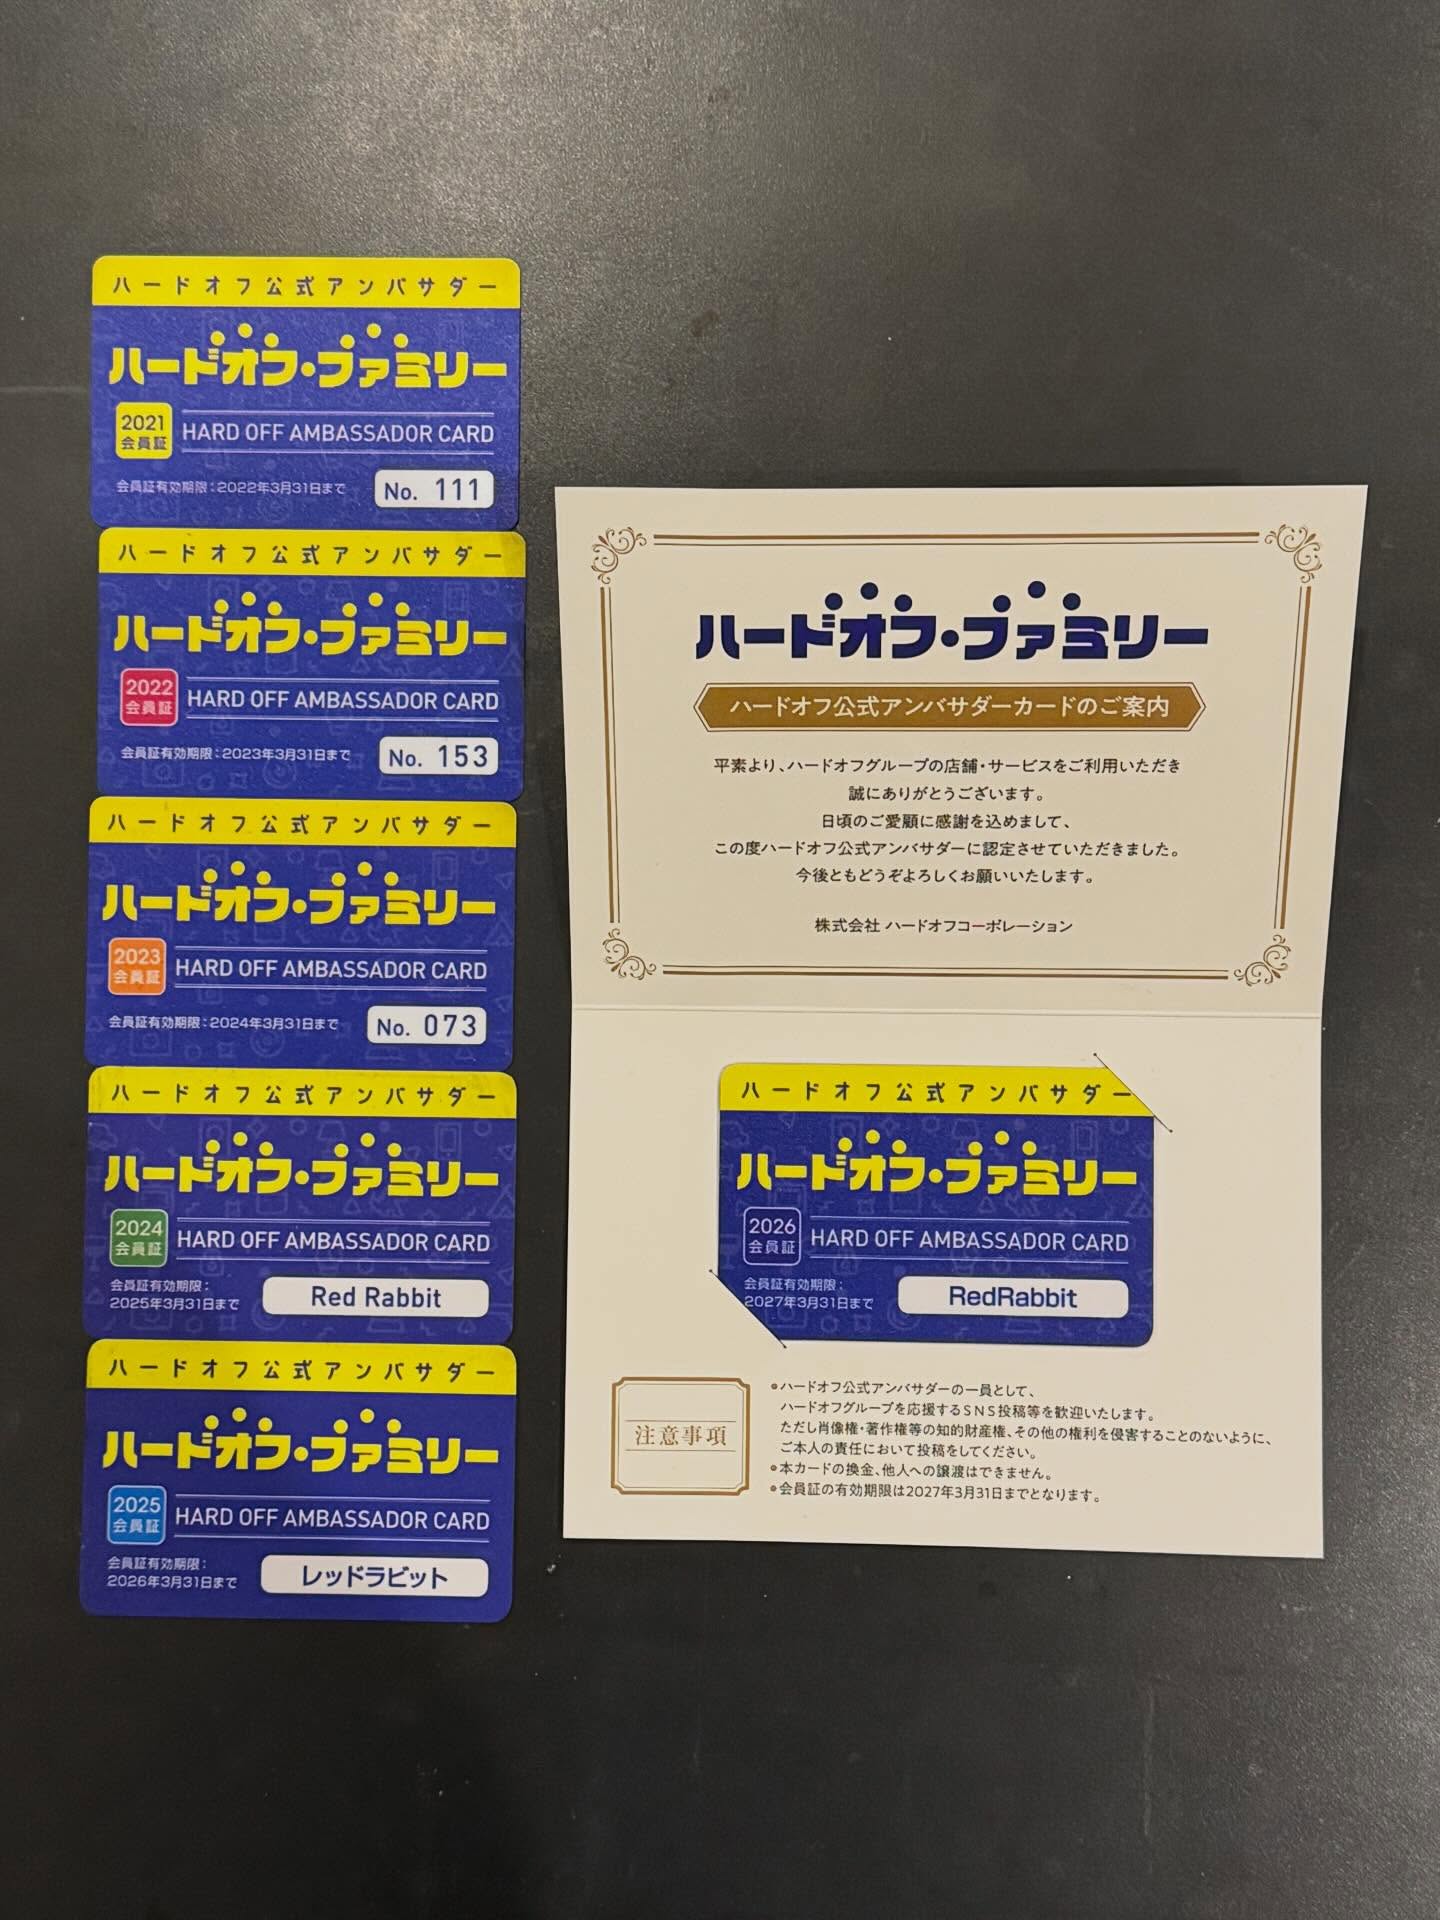 ハードオフ公式アンバサダー
ハードオフ・ファミリー
2021
会員証
HARD OFF AMBASSADOR CARD
会員証有効期限：2022年3月31日まで
No. 111
ハードオフ公式アンバサダー
ハードオフ・ファミリー
2022
会員証
HARD OFF AMBASSADOR CARD
会員証有効期限：2023年3月31日まで
No. 153
ハードオフ公式アンバサダー
ハードオフ・ファミリー
2023
会員証
HARD OFF AMBASSADOR CARD
会員証有効期限：2024年3月31日まで
No. 073
ハードオフ公式アンバサダー
ハードオフ・ファミリー
2024
会員証
HARD OFF AMBASSADOR CARD
会員証有効期限：
2025年3月31日まで
Red Rabbit
ハードオフ公式アンバサダー
ハードオフ・ファミリー
2025
会員証
HARD OFF AMBASSADOR CARD
会員証有効期限：
2026年3月31日まで
レッドラビット
ハードオフ・ファミリー
ハードオフ公式アンバサダーカードのご案内
平素より、ハードオフグループの店舗・サービスをご利用いただき
誠にありがとうございます。
日頃のご愛顧に感謝を込めまして、
この度ハードオフ公式アンバサダーに認定させていただきました。
今後ともどうぞよろしくお願いいたします。
株式会社 ハードオフコーポレーション
ハードオフ公式アンバサダー
ハードオフ・ファミリー
2026
会員証
HARD OFF AMBASSADOR CARD
会員証有効期限：
2027年3月31日まで
RedRabbit
注意事項
●ハードオフ公式アンバサダーの一員として、
ハードオフグループを応援するSNS投稿等を歓迎いたします。
ただし肖像権・著作権等の知的財産権、その他の権利を侵害することのないように、
ご本人の責任において投稿をしてください。
●本カードの換金、他人への譲渡はできません。
●会員証の有効期限は2027年3月31日までとなります。